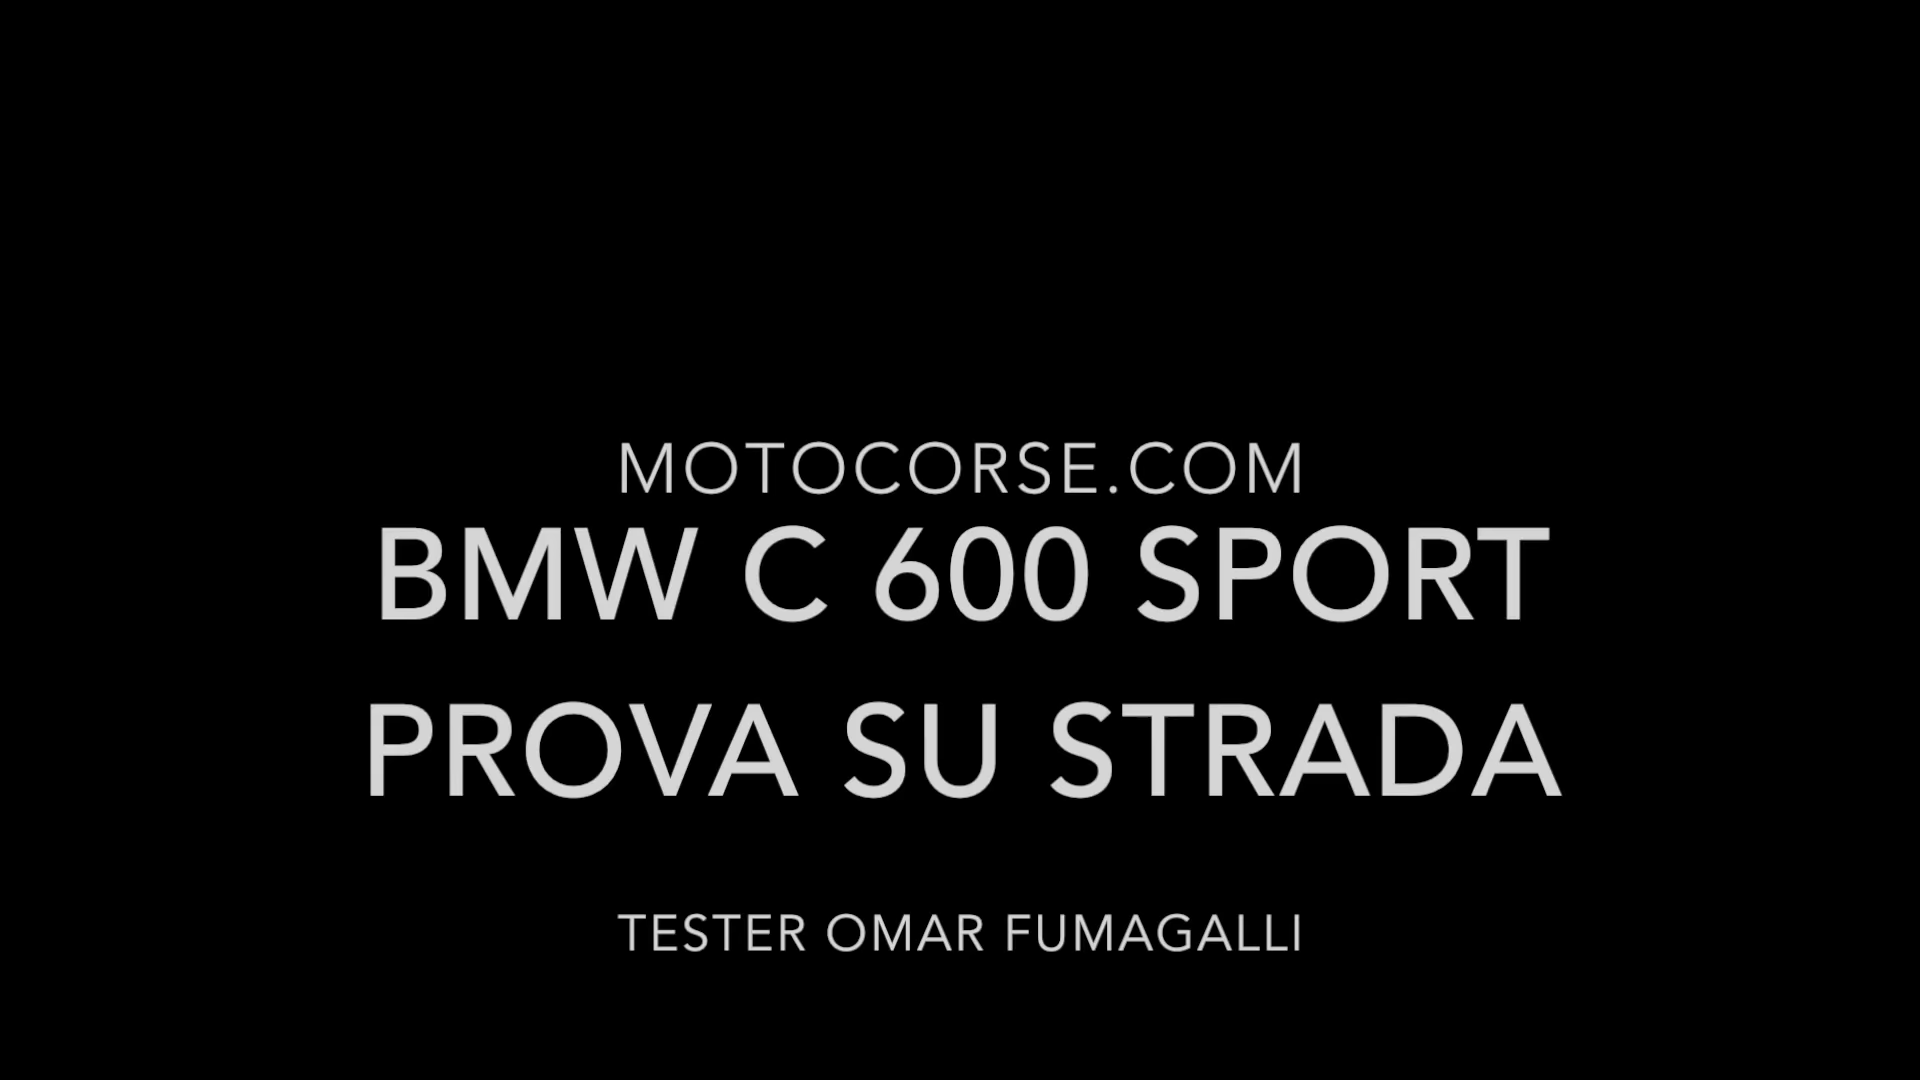 MOTOCORSE.COM
BMW C 600 SPORT
PROVA SU STRADA
TESTER OMAR FUMAGALLI